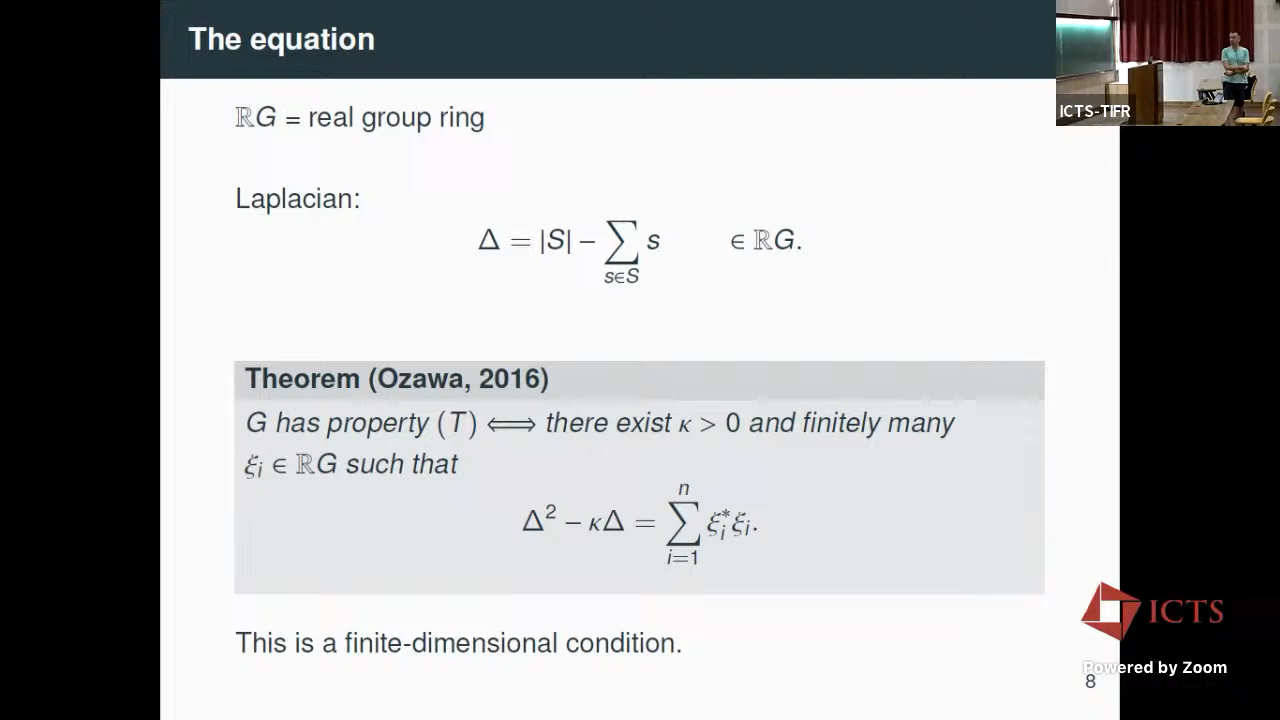 The equation
ℝG = real group ring
Laplacian:
Δ = |S| − ∑_{s∈S} s ∈ ℝG.
Theorem (Ozawa, 2016)
G has property (T) ⟺ there exist κ > 0 and finitely many
ξ_i ∈ ℝG such that
Δ² − κΔ = ∑_{i=1}^{n} ξ_i^* ξ_i.
This is a finite-dimensional condition.
8
ICTS-TIFR
ICTS
Powered by Zoom